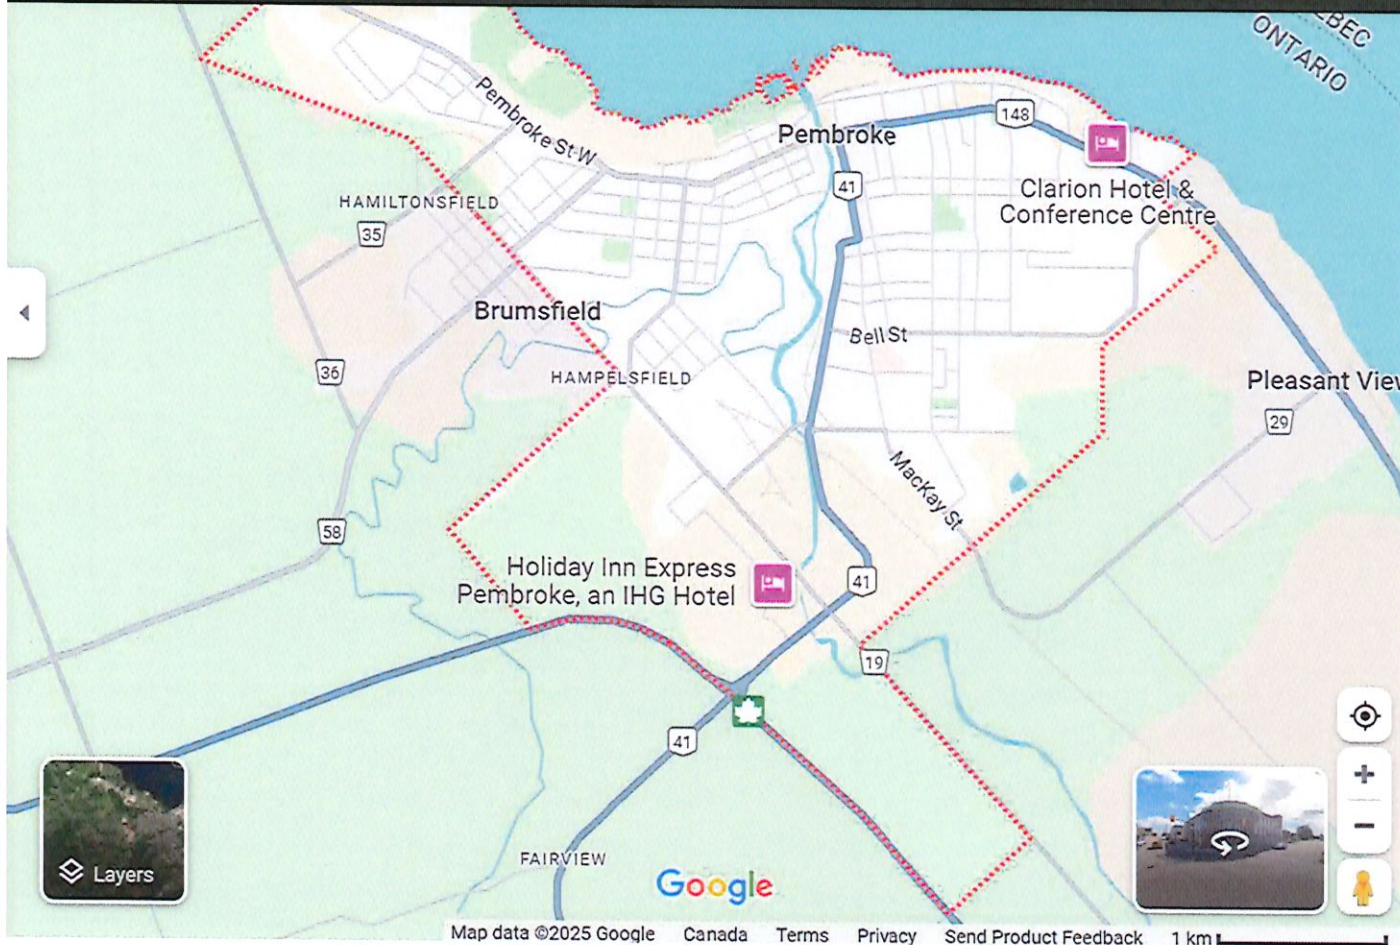 EBEC
ONTARIO
Pembroke St W
Pembroke
148
41
Clarion Hotel &
Conference Centre
HAMILTONSFIELD
35
Brumsfield
Bell St
36
HAMPELSFIELD
Pleasant View
29
MacKay St
58
Holiday Inn Express
Pembroke, an IHG Hotel
41
19
41
Layers
FAIRVIEW
Google
Map data ©2025 Google Canada Terms Privacy Send Product Feedback 1 km